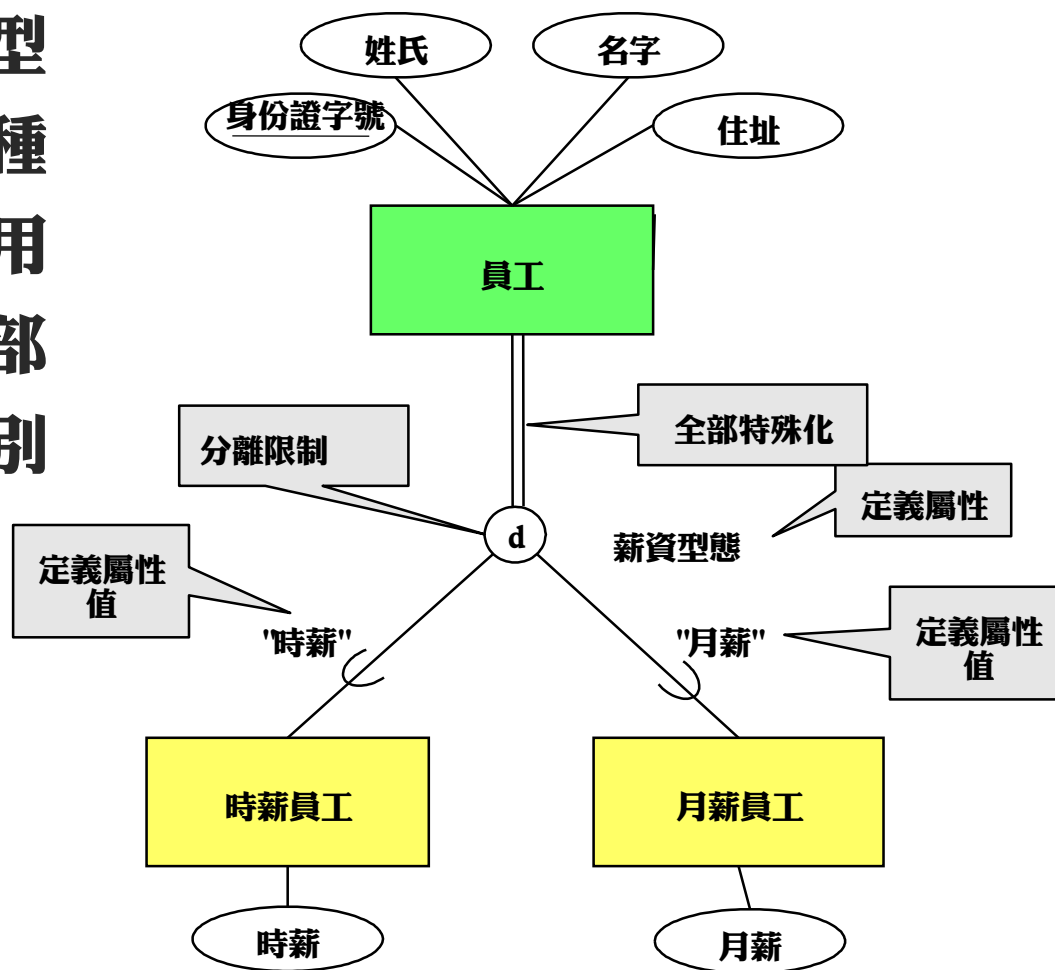 型
種
用
部
別
姓氏
名字
身份證字號
住址
員工
全部特殊化
分離限制
定義屬性
d
薪資型態
定義屬性
值
"時薪"
"月薪"
定義屬性
值
時薪員工
月薪員工
時薪
月薪